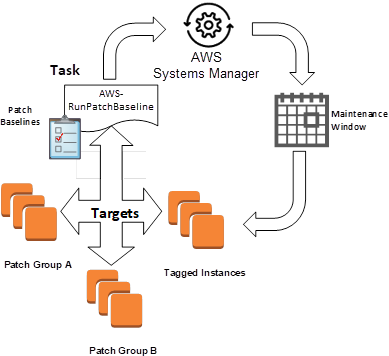 AWS
Systems Manager
Task
AWS-
RunPatchBaseline
Patch
Baselines
Maintenance
Window
Targets
Patch Group A
Tagged Instances
Patch Group B